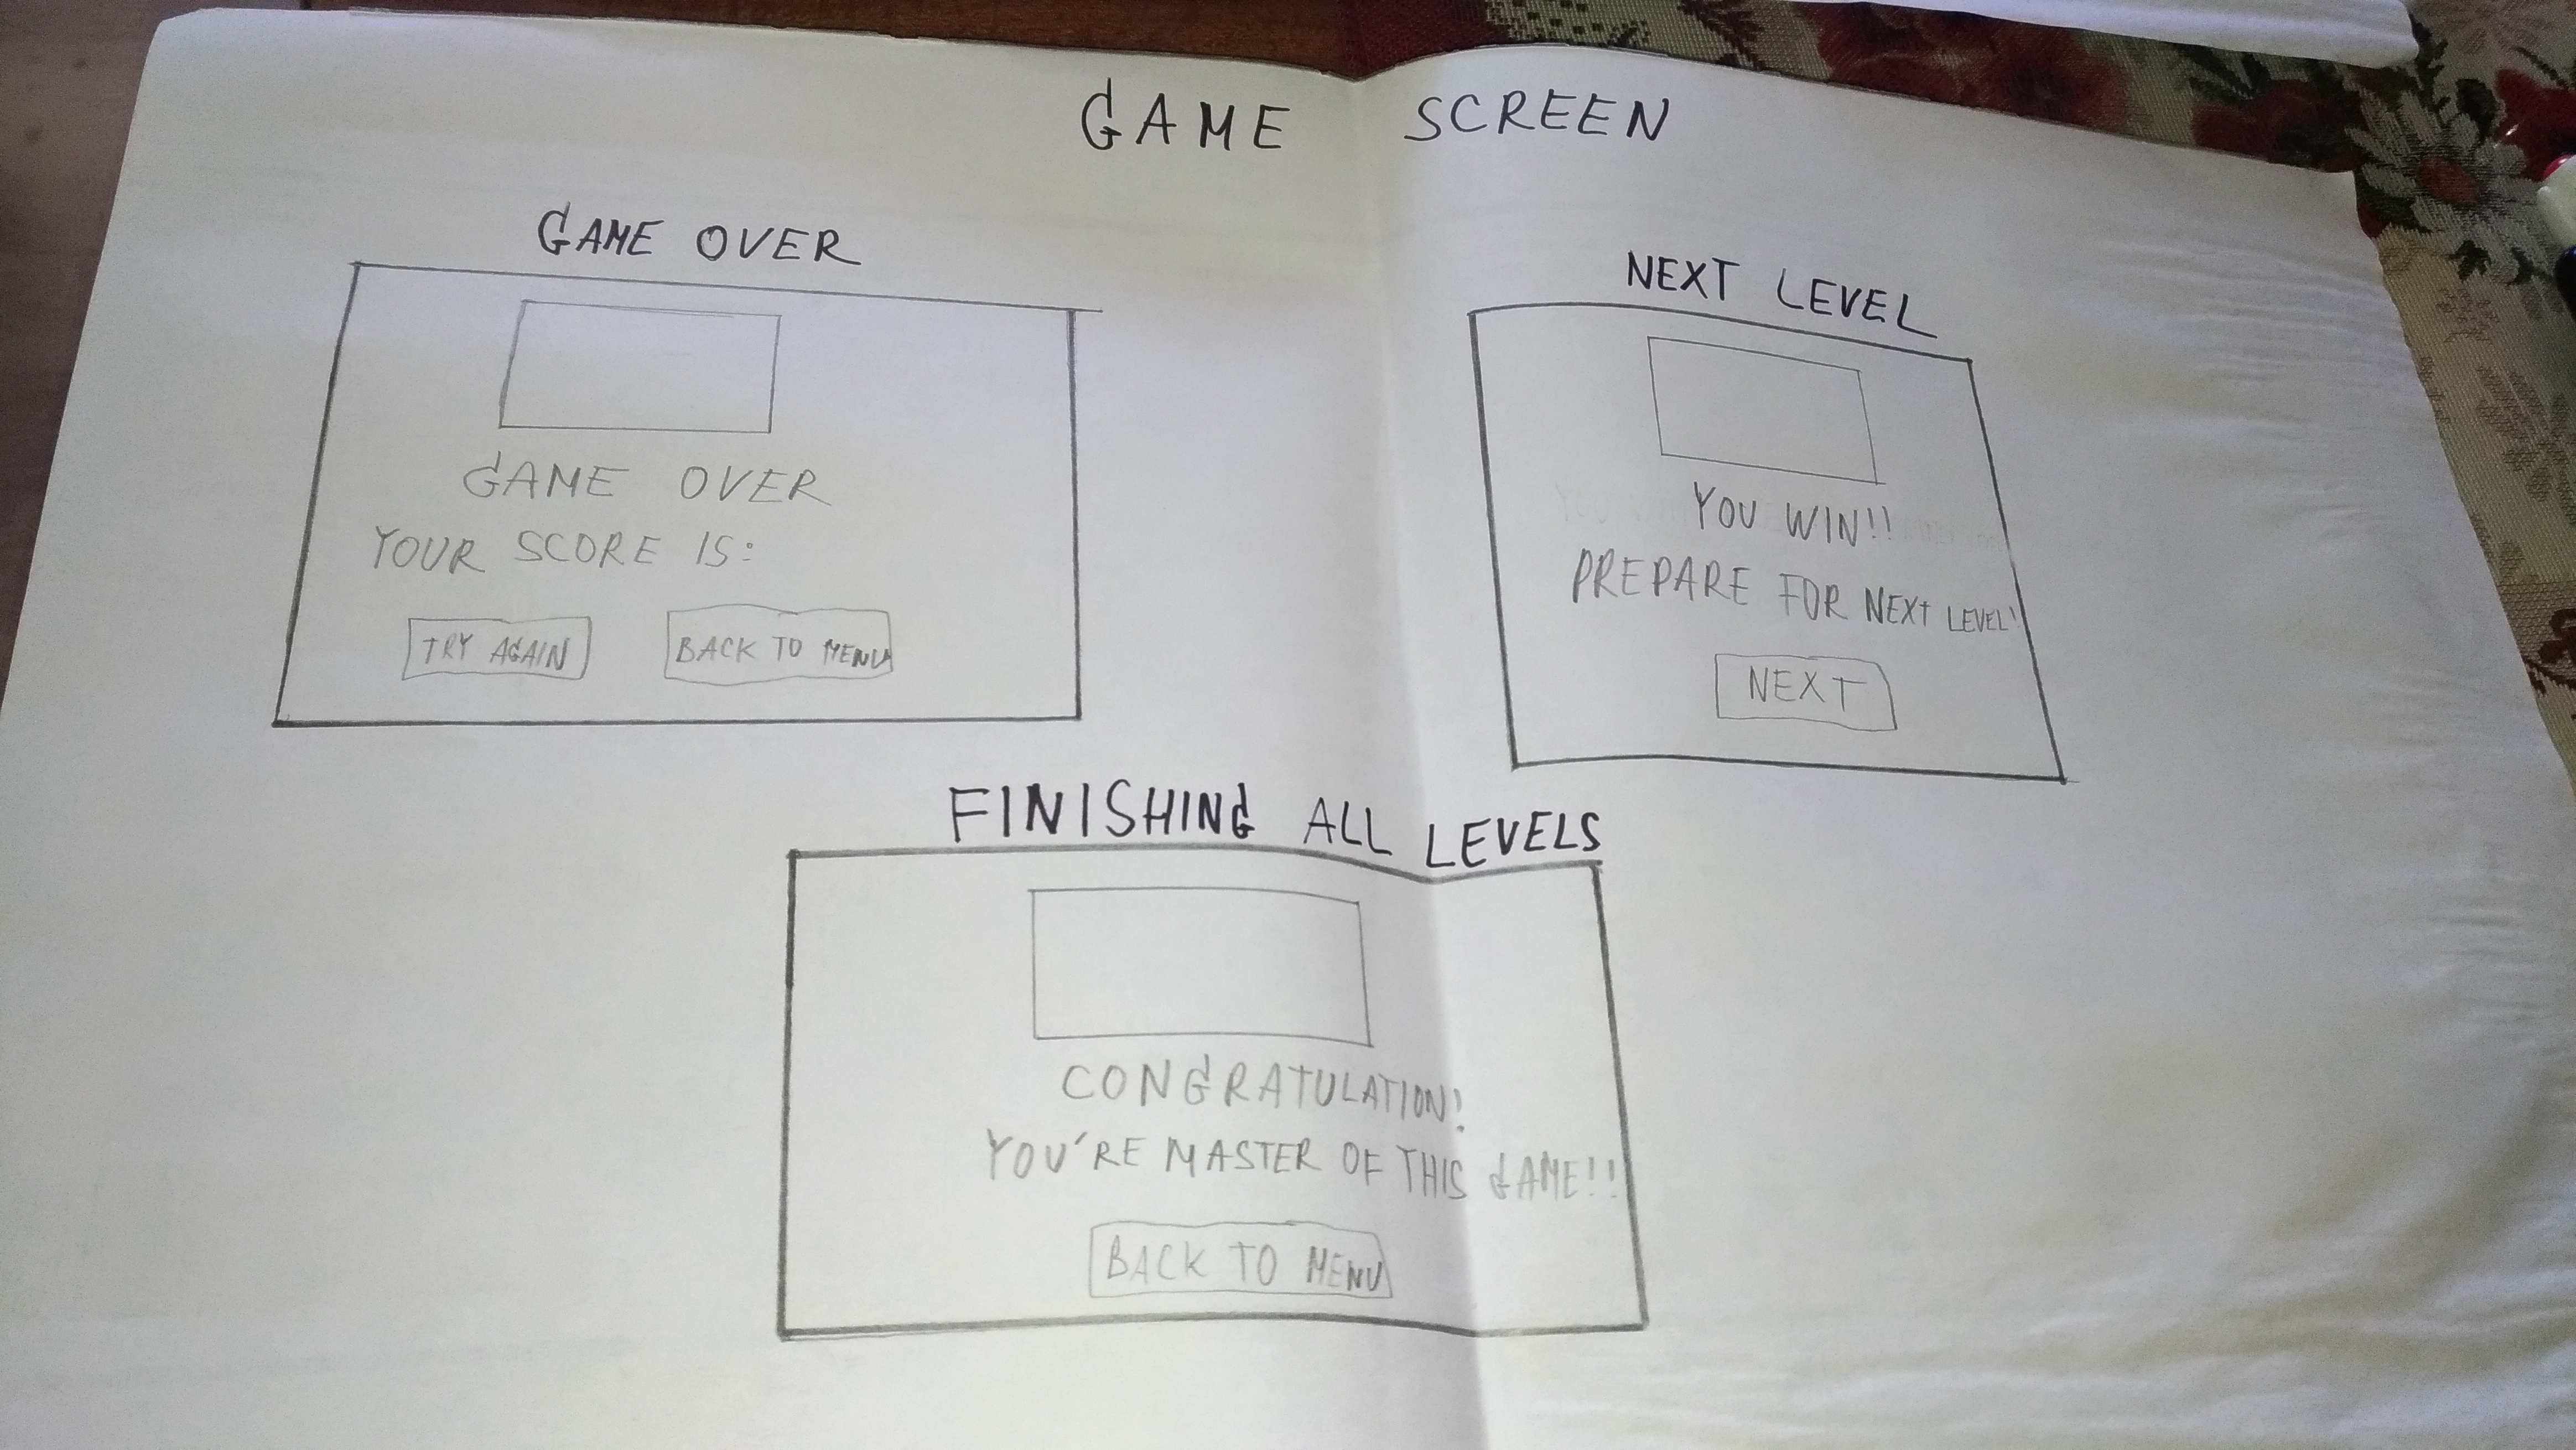 GAME SCREEN
GAME OVER
GAME OVER
YOUR SCORE IS:
TRY AGAIN
BACK TO MENU
NEXT LEVEL
YOU WIN!!
PREPARE FOR NEXT LEVEL!
NEXT
FINISHING ALL LEVELS
CONGRATULATION!
YOU'RE MASTER OF THIS GAME!!
BACK TO MENU